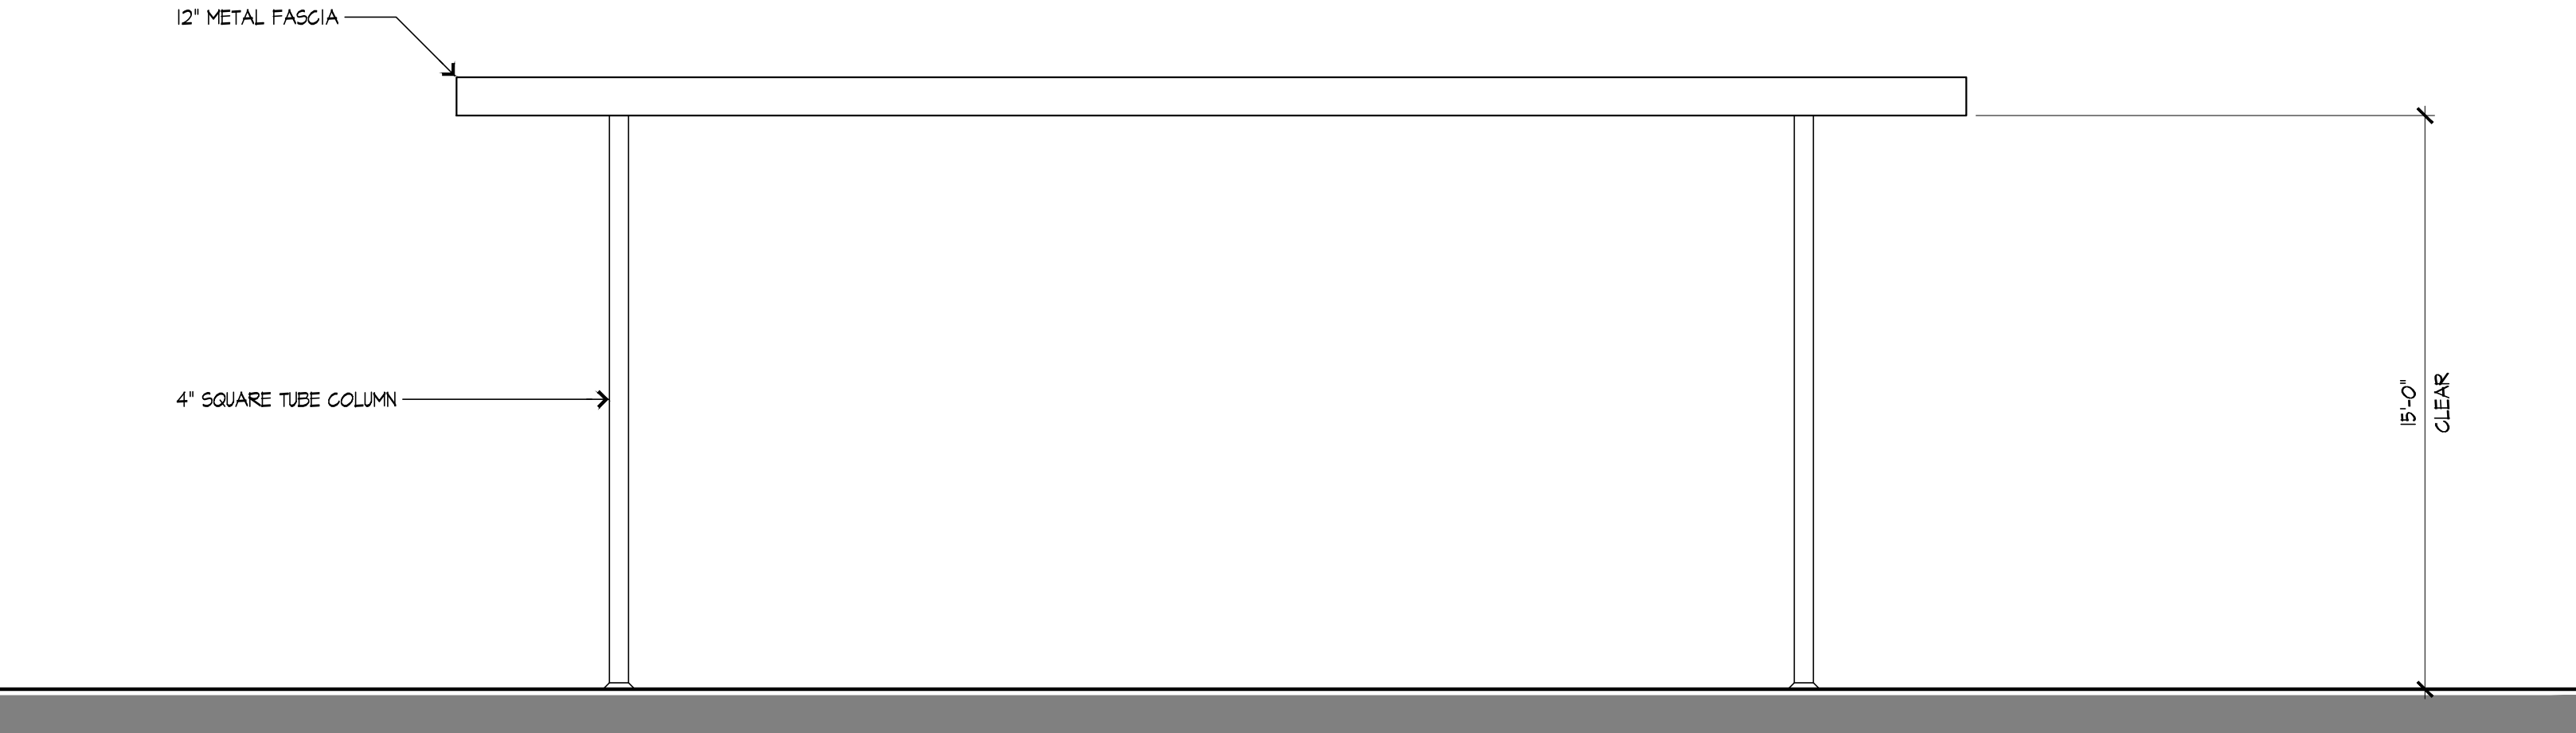 12" METAL FASCIA
4" SQUARE TUBE COLUMN
15'-0"
CLEAR